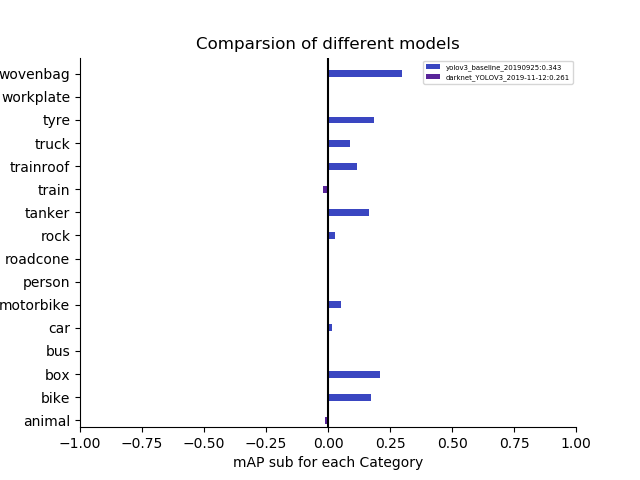 Comparsion of different models
yolov3_baseline_20190925:0.343
darknet_YOLOV3_2019-11-12:0.261
wovenbag
workplate
tyre
truck
trainroof
train
tanker
rock
roadcone
person
motorbike
car
bus
box
bike
animal
−1.00 −0.75 −0.50 −0.25 0.00 0.25 0.50 0.75 1.00
mAP sub for each Category